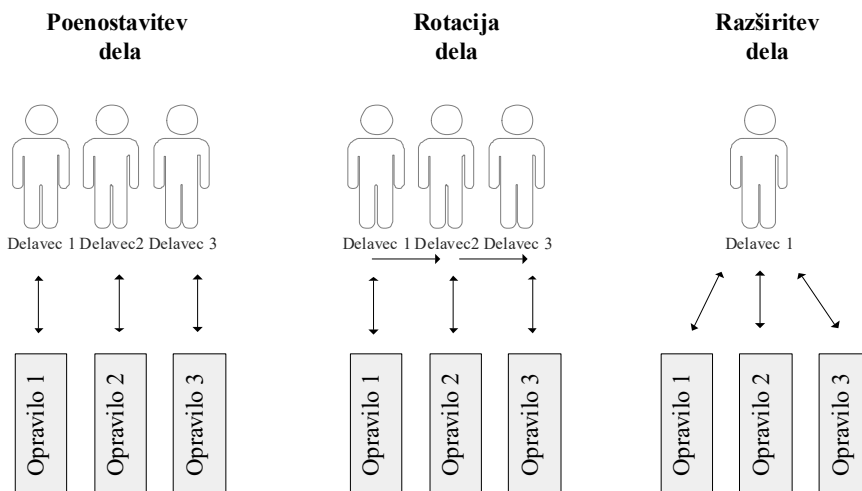 Poenostavitev
dela
Rotacija
dela
Razširitev
dela
Delavec 1 Delavec2 Delavec 3
Delavec 1 Delavec2 Delavec 3
Delavec 1
Opravilo 1
Opravilo 2
Opravilo 3
Opravilo 1
Opravilo 2
Opravilo 3
Opravilo 1
Opravilo 2
Opravilo 3